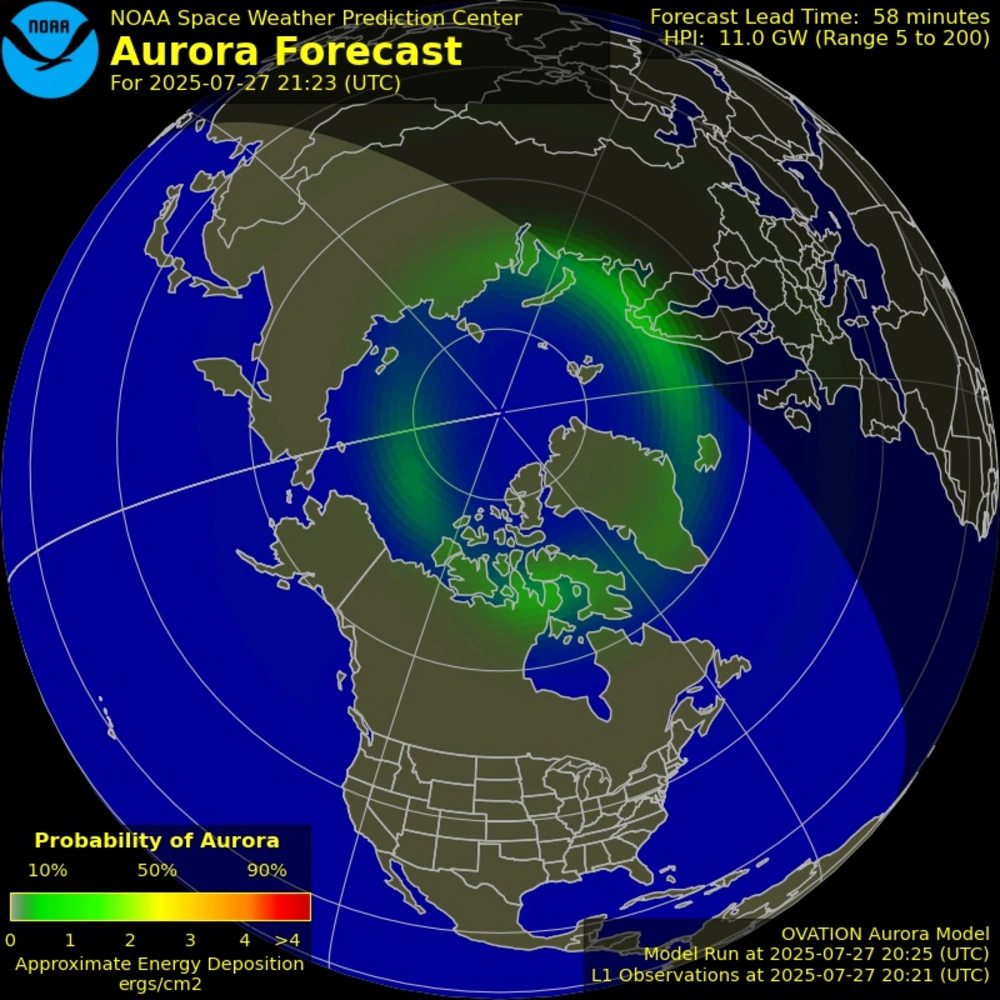 NOAA
NOAA Space Weather Prediction Center
Aurora Forecast
For 2025-07-27 21:23 (UTC)
Forecast Lead Time: 58 minutes
HPI: 11.0 GW (Range 5 to 200)
Probability of Aurora
10% 50% 90%
0 1 2 3 4 >4
Approximate Energy Deposition
ergs/cm2
OVATION Aurora Model
Model Run at 2025-07-27 20:25 (UTC)
L1 Observations at 2025-07-27 20:21 (UTC)